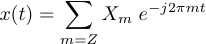 x(t) = \sum_{m=Z} X_m \; e^{-j2\pi mt}